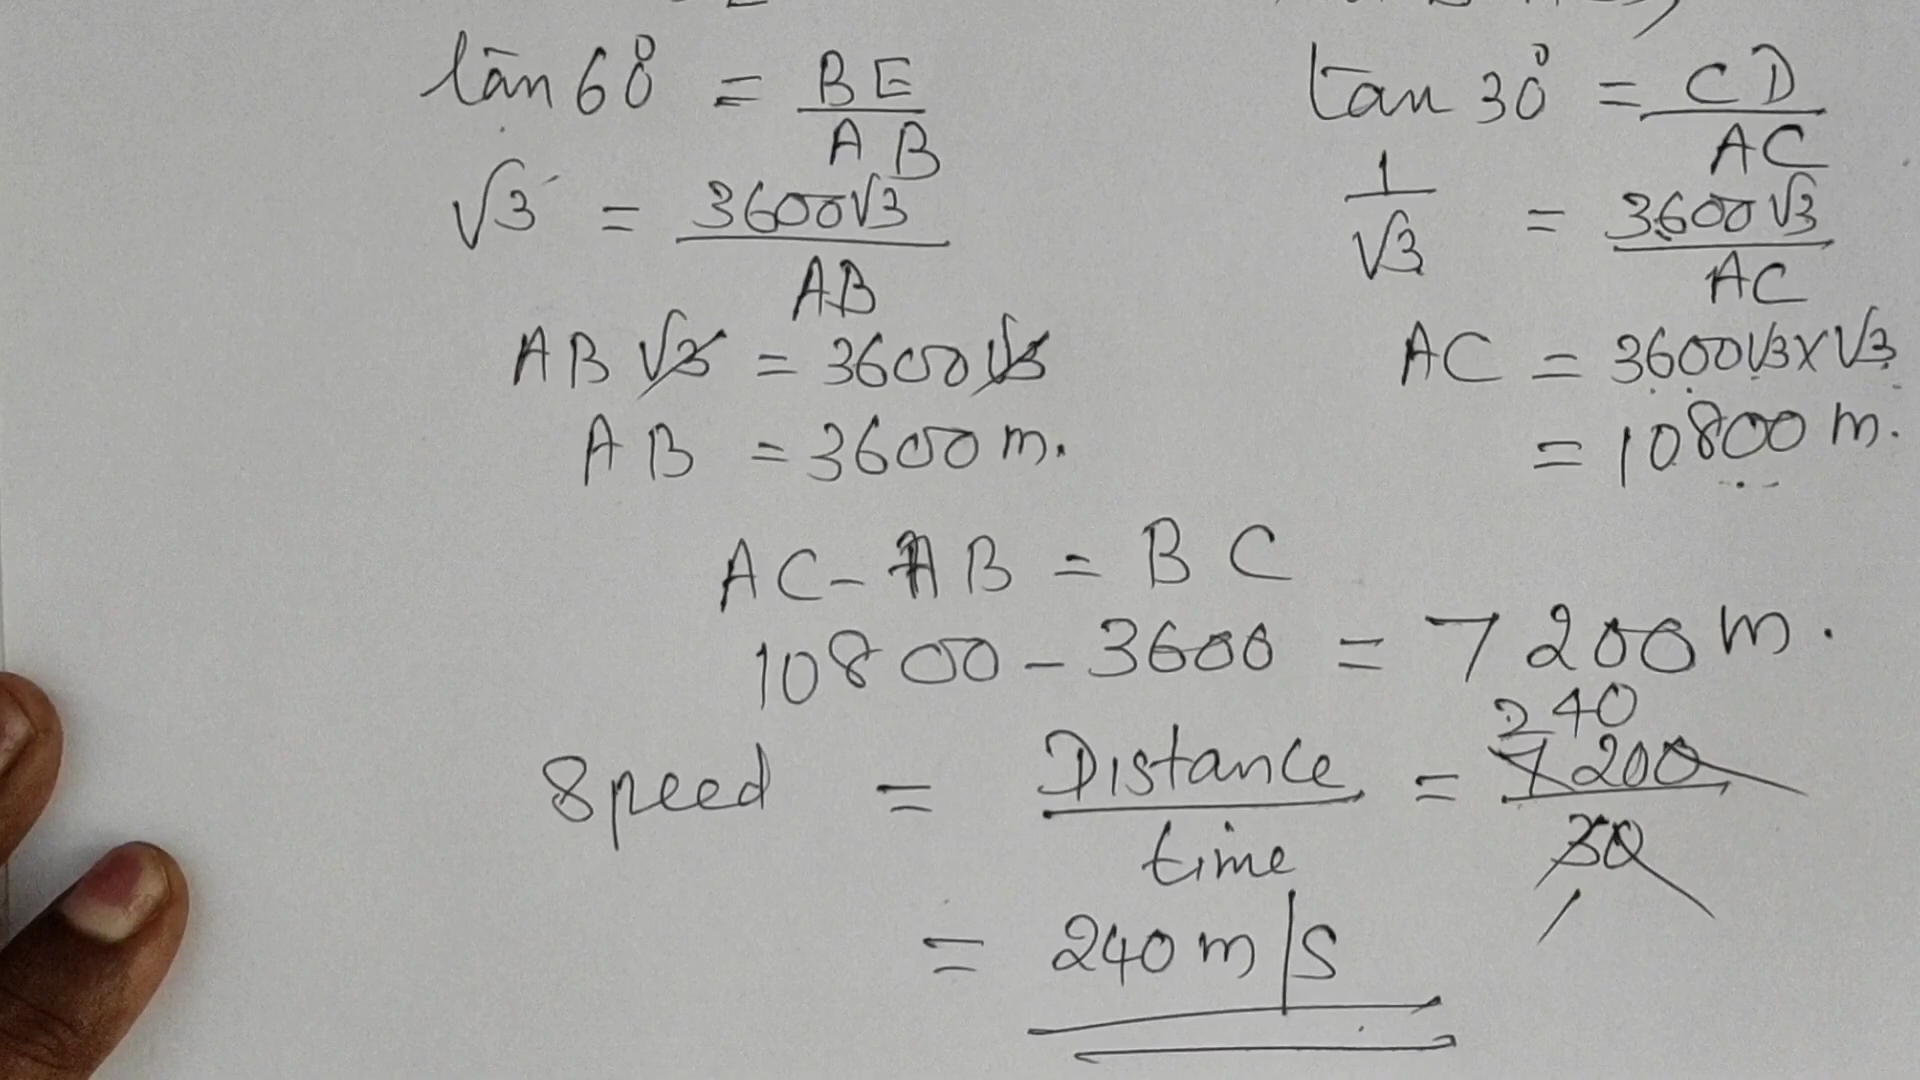 tan 60° = BE / AB
√3 = 3600√3 / AB
AB √3 = 3600√3
AB = 3600 m.
tan 30° = CD / AC
1 / √3 = 3600√3 / AC
AC = 3600√3 × √3
= 10800 m.
AC - AB = BC
10800 - 3600 = 7200 m.
240
Speed = Distance / time = 7200 / 30
= 240 m/s